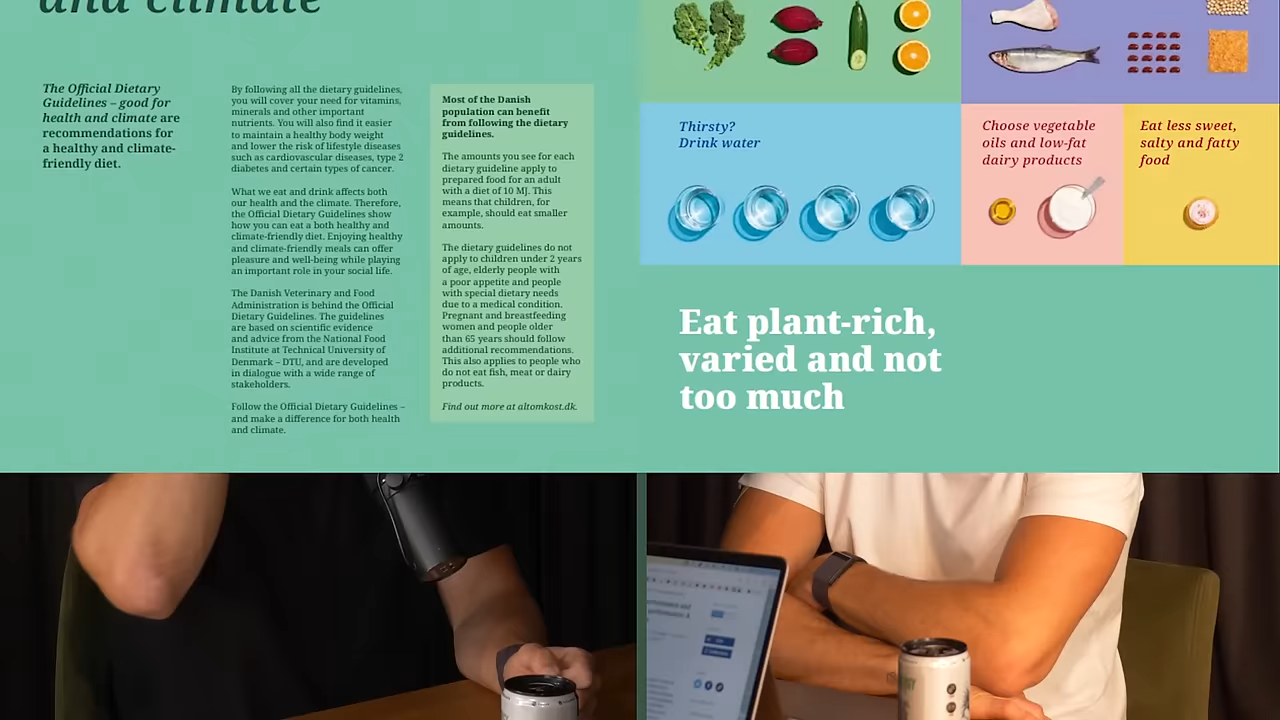 and climate
The Official Dietary
Guidelines – good for
health and climate are
recommendations for
a healthy and climate-
friendly diet.
By following all the dietary guidelines,
you will cover your need for vitamins,
minerals and other important
nutrients. You will also find it easier
to maintain a healthy body weight
and lower the risk of lifestyle diseases
such as cardiovascular diseases, type 2
diabetes and certain types of cancer.
What we eat and drink affects both
our health and the climate. Therefore,
the Official Dietary Guidelines show
how you can eat a both healthy and
climate-friendly diet. Enjoying healthy
and climate-friendly meals can offer
pleasure and well-being while playing
an important role in your social life.
The Danish Veterinary and Food
Administration is behind the Official
Dietary Guidelines. The guidelines
are based on scientific evidence
and advice from the National Food
Institute at Technical University of
Denmark – DTU, and are developed
in dialogue with a wide range of
stakeholders.
Follow the Official Dietary Guidelines –
and make a difference for both health
and climate.
Most of the Danish
population can benefit
from following the dietary
guidelines.
The amounts you see for each
dietary guideline apply to
prepared food for an adult
with a diet of 10 MJ. This
means that children, for
example, should eat smaller
amounts.
The dietary guidelines do not
apply to children under 2 years
of age, elderly people with
a poor appetite and people
with special dietary needs
due to a medical condition.
Pregnant and breastfeeding
women and people older
than 65 years should follow
additional recommendations.
This also applies to people who
do not eat fish, meat or dairy
products.
Find out more at altomkost.dk.
Thirsty?
Drink water
Choose vegetable
oils and low-fat
dairy products
Eat less sweet,
salty and fatty
food
Eat plant-rich,
varied and not
too much